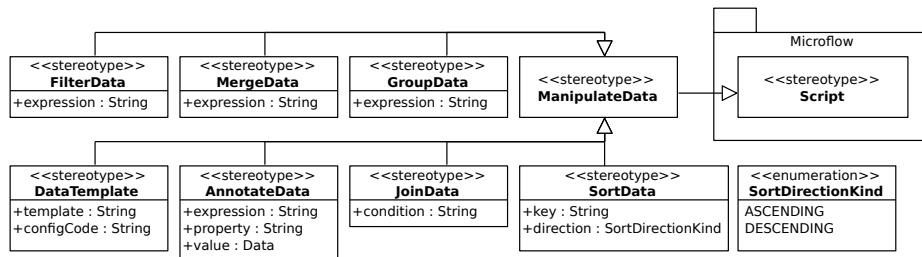 Microflow
<<stereotype>>
FilterData
+expression : String
<<stereotype>>
MergeData
+expression : String
<<stereotype>>
GroupData
+expression : String
<<stereotype>>
ManipulateData
<<stereotype>>
Script
<<stereotype>>
DataTemplate
+template : String
+configCode : String
<<stereotype>>
AnnotateData
+expression : String
+property : String
+value : Data
<<stereotype>>
JoinData
+condition : String
<<stereotype>>
SortData
+key : String
+direction : SortDirectionKind
<<enumeration>>
SortDirectionKind
ASCENDING
DESCENDING